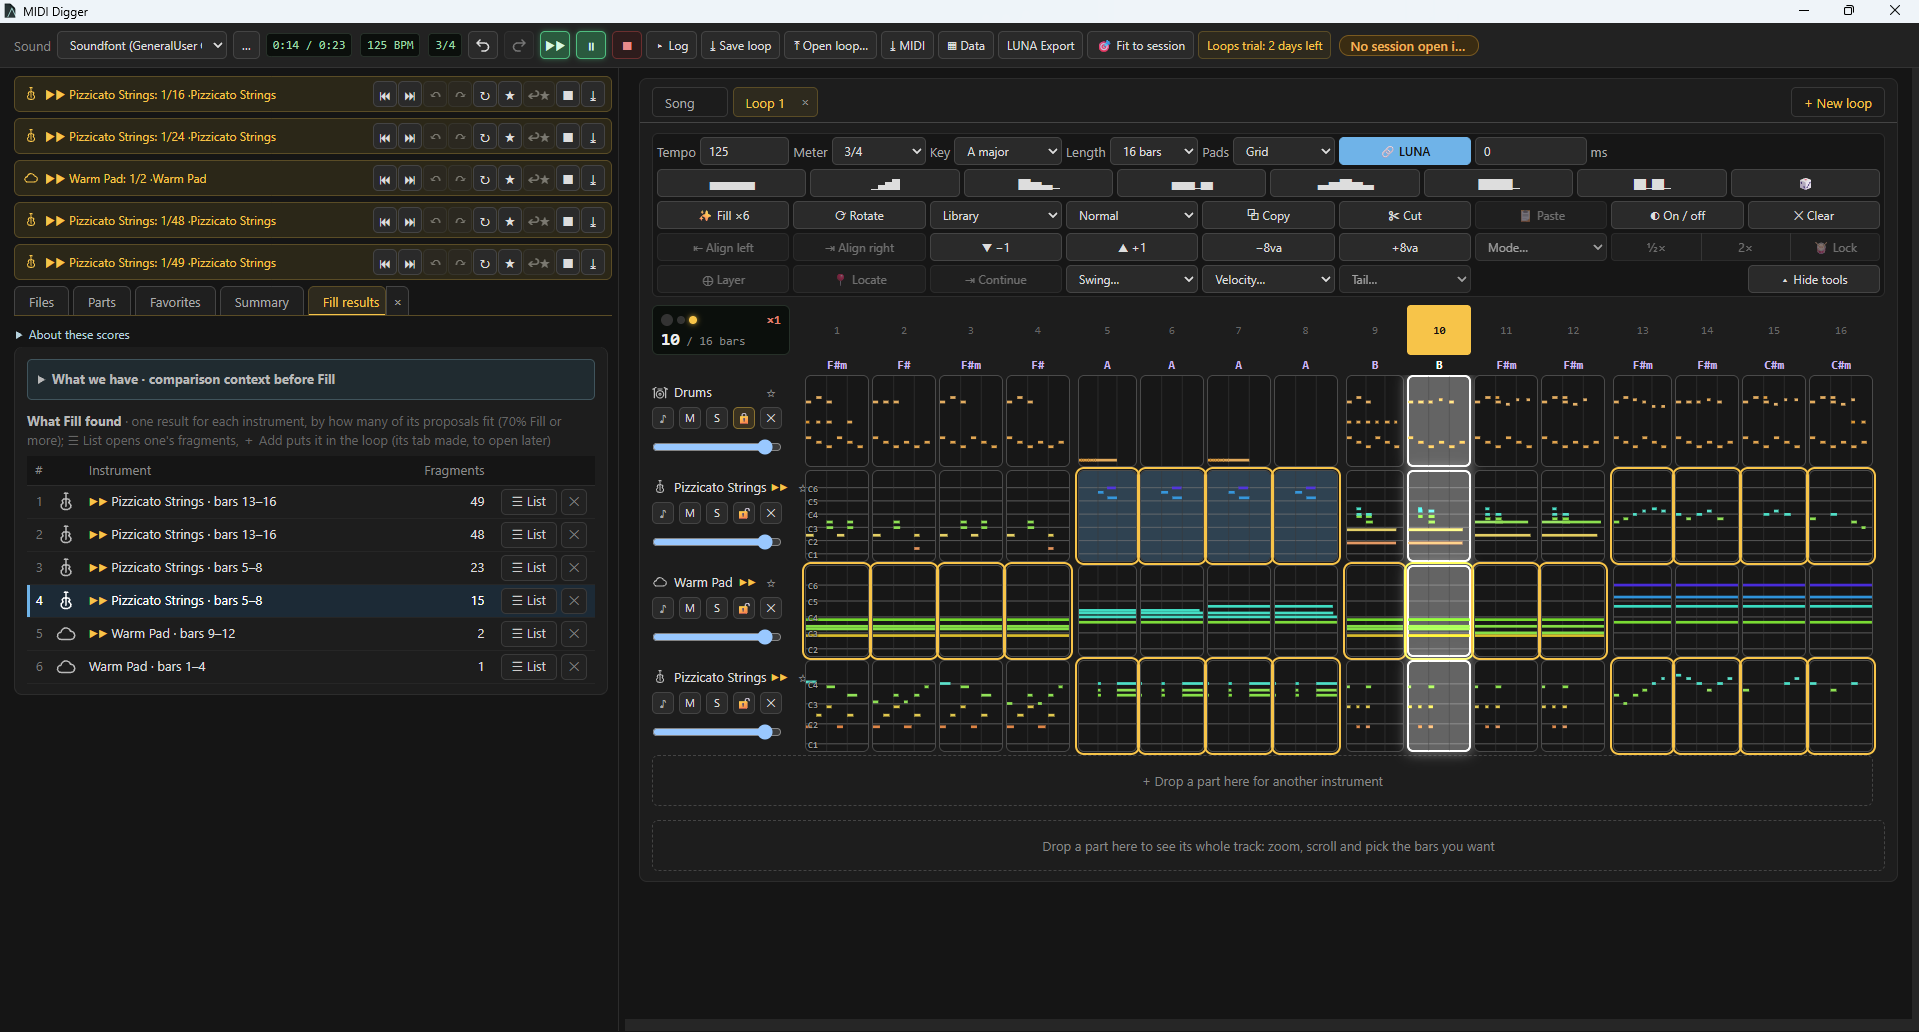 MIDI Digger
Sound Soundfont (GeneralUser ... 0:14 / 0:23 125 BPM 3/4 Log Save loop Open loop... MIDI Data LUNA Export Fit to session Loops trial: 2 days left No session open i...
Pizzicato Strings: 1/16 ·Pizzicato Strings
Pizzicato Strings: 1/24 ·Pizzicato Strings
Warm Pad: 1/2 ·Warm Pad
Pizzicato Strings: 1/48 ·Pizzicato Strings
Pizzicato Strings: 1/49 ·Pizzicato Strings
Files Parts Favorites Summary Fill results ×
About these scores
What we have · comparison context before Fill
What Fill found · one result for each instrument, by how many of its proposals fit (70% Fill or
more); ☰ List opens one's fragments, + Add puts it in the loop (its tab made, to open later)
# Instrument Fragments
1 Pizzicato Strings · bars 13–16 49 ☰ List ×
2 Pizzicato Strings · bars 13–16 48 ☰ List ×
3 Pizzicato Strings · bars 5–8 23 ☰ List ×
4 Pizzicato Strings · bars 5–8 15 ☰ List ×
5 Warm Pad · bars 9–12 2 ☰ List ×
6 Warm Pad · bars 1–4 1 ☰ List ×
Song Loop 1 × + New loop
Tempo 125 Meter 3/4 Key A major Length 16 bars Pads Grid LUNA 0 ms
Fill ×6 Rotate Library Normal Copy Cut Paste On / off Clear
Align left Align right ▼ −1 ▲ +1 −8va +8va Mode... ½× 2× Lock
Layer Locate Continue Swing... Velocity... Tail... Hide tools
×1
10 / 16 bars
1 2 3 4 5 6 7 8 9 10 11 12 13 14 15 16
F#m F# F#m F# A A A A B B F#m F#m F#m F#m C#m C#m
Drums
M S ×
Pizzicato Strings
M S ×
C6
C5
C4
C3
C2
C1
Warm Pad
M S ×
C6
C5
C4
C3
C2
Pizzicato Strings
M S ×
C4
C3
C2
C1
+ Drop a part here for another instrument
Drop a part here to see its whole track: zoom, scroll and pick the bars you want